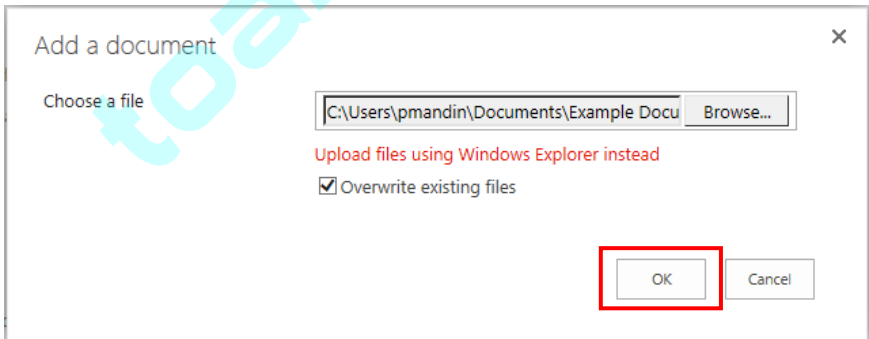 Add a document
Choose a file
C:\Users\pmandin\Documents\Example Docu Browse...
Upload files using Windows Explorer instead
Overwrite existing files
OK Cancel